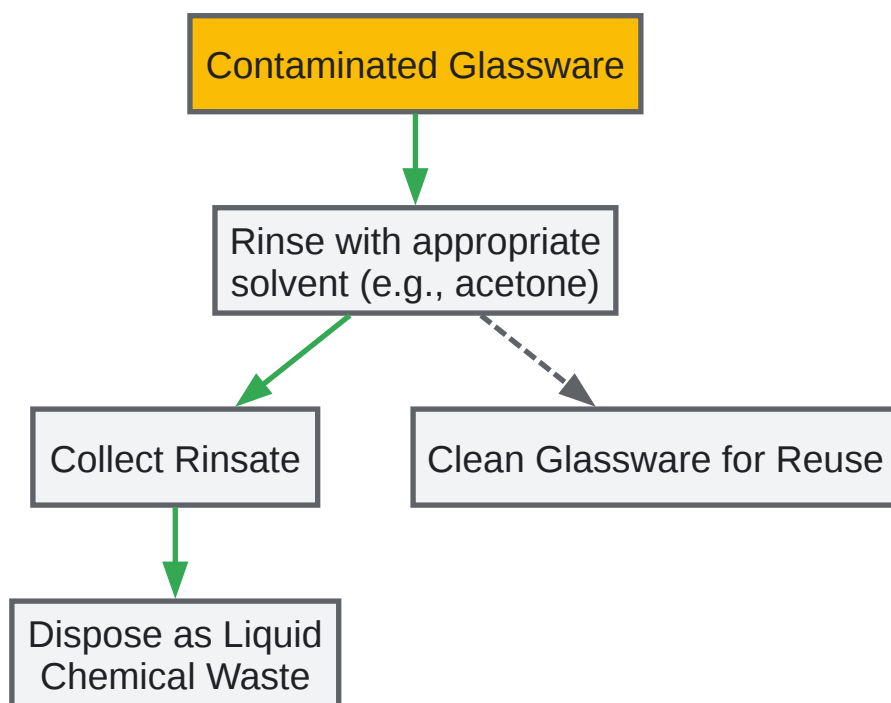 Contaminated Glassware
Rinse with appropriate
solvent (e.g., acetone)
Collect Rinsate
Clean Glassware for Reuse
Dispose as Liquid
Chemical Waste